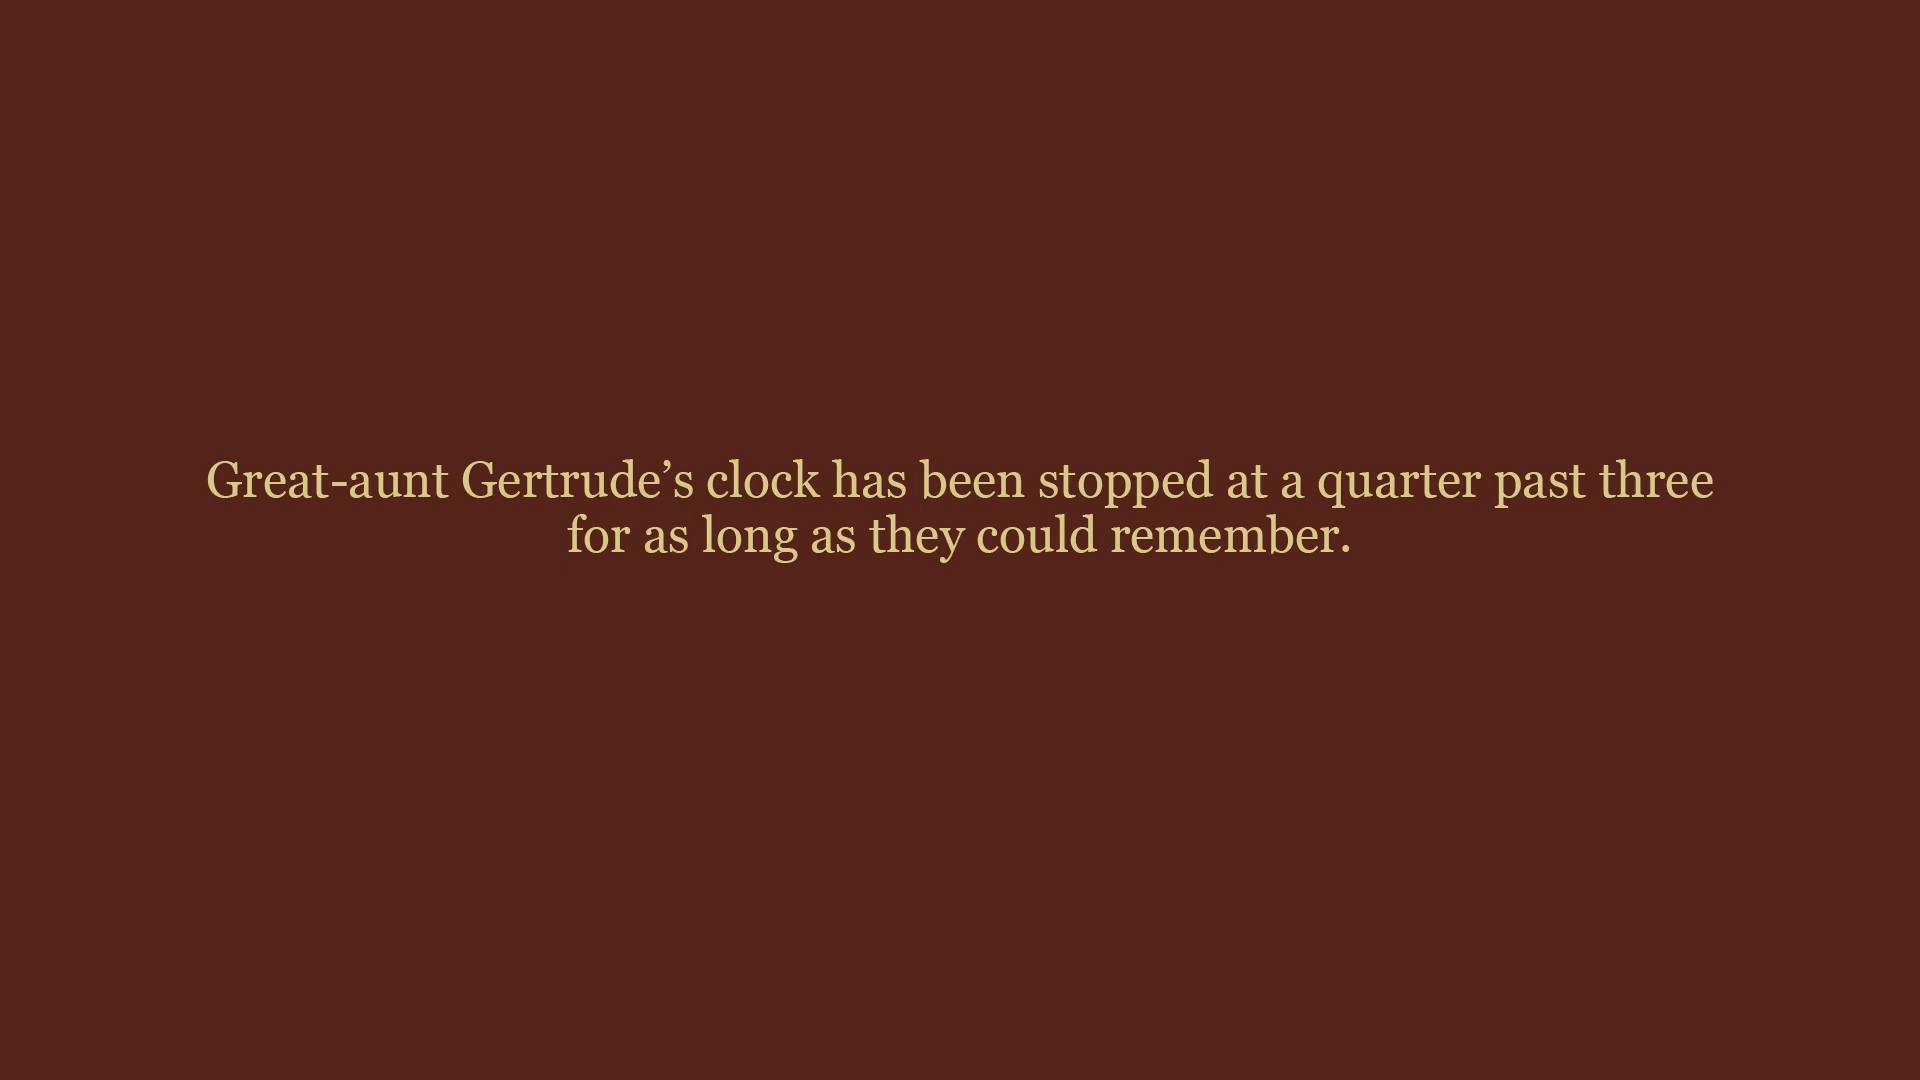 Great-aunt Gertrude’s clock has been stopped at a quarter past three
for as long as they could remember.